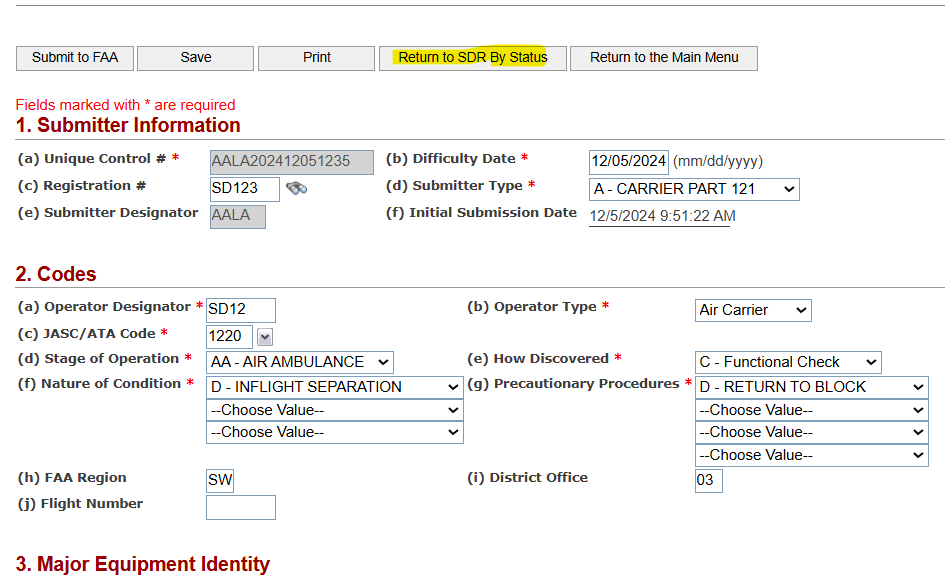 Submit to FAA Save Print Return to SDR By Status Return to the Main Menu
Fields marked with * are required
1. Submitter Information
(a) Unique Control # * AALA202412051235 (b) Difficulty Date * 12/05/2024 (mm/dd/yyyy)
(c) Registration # SD123 (d) Submitter Type * A - CARRIER PART 121
(e) Submitter Designator AALA (f) Initial Submission Date 12/5/2024 9:51:22 AM
2. Codes
(a) Operator Designator * SD12 (b) Operator Type * Air Carrier
(c) JASC/ATA Code * 1220
(d) Stage of Operation * AA - AIR AMBULANCE (e) How Discovered * C - Functional Check
(f) Nature of Condition * D - INFLIGHT SEPARATION (g) Precautionary Procedures * D - RETURN TO BLOCK
--Choose Value-- --Choose Value--
--Choose Value-- --Choose Value--
--Choose Value--
(h) FAA Region SW (i) District Office 03
(j) Flight Number
3. Major Equipment Identity